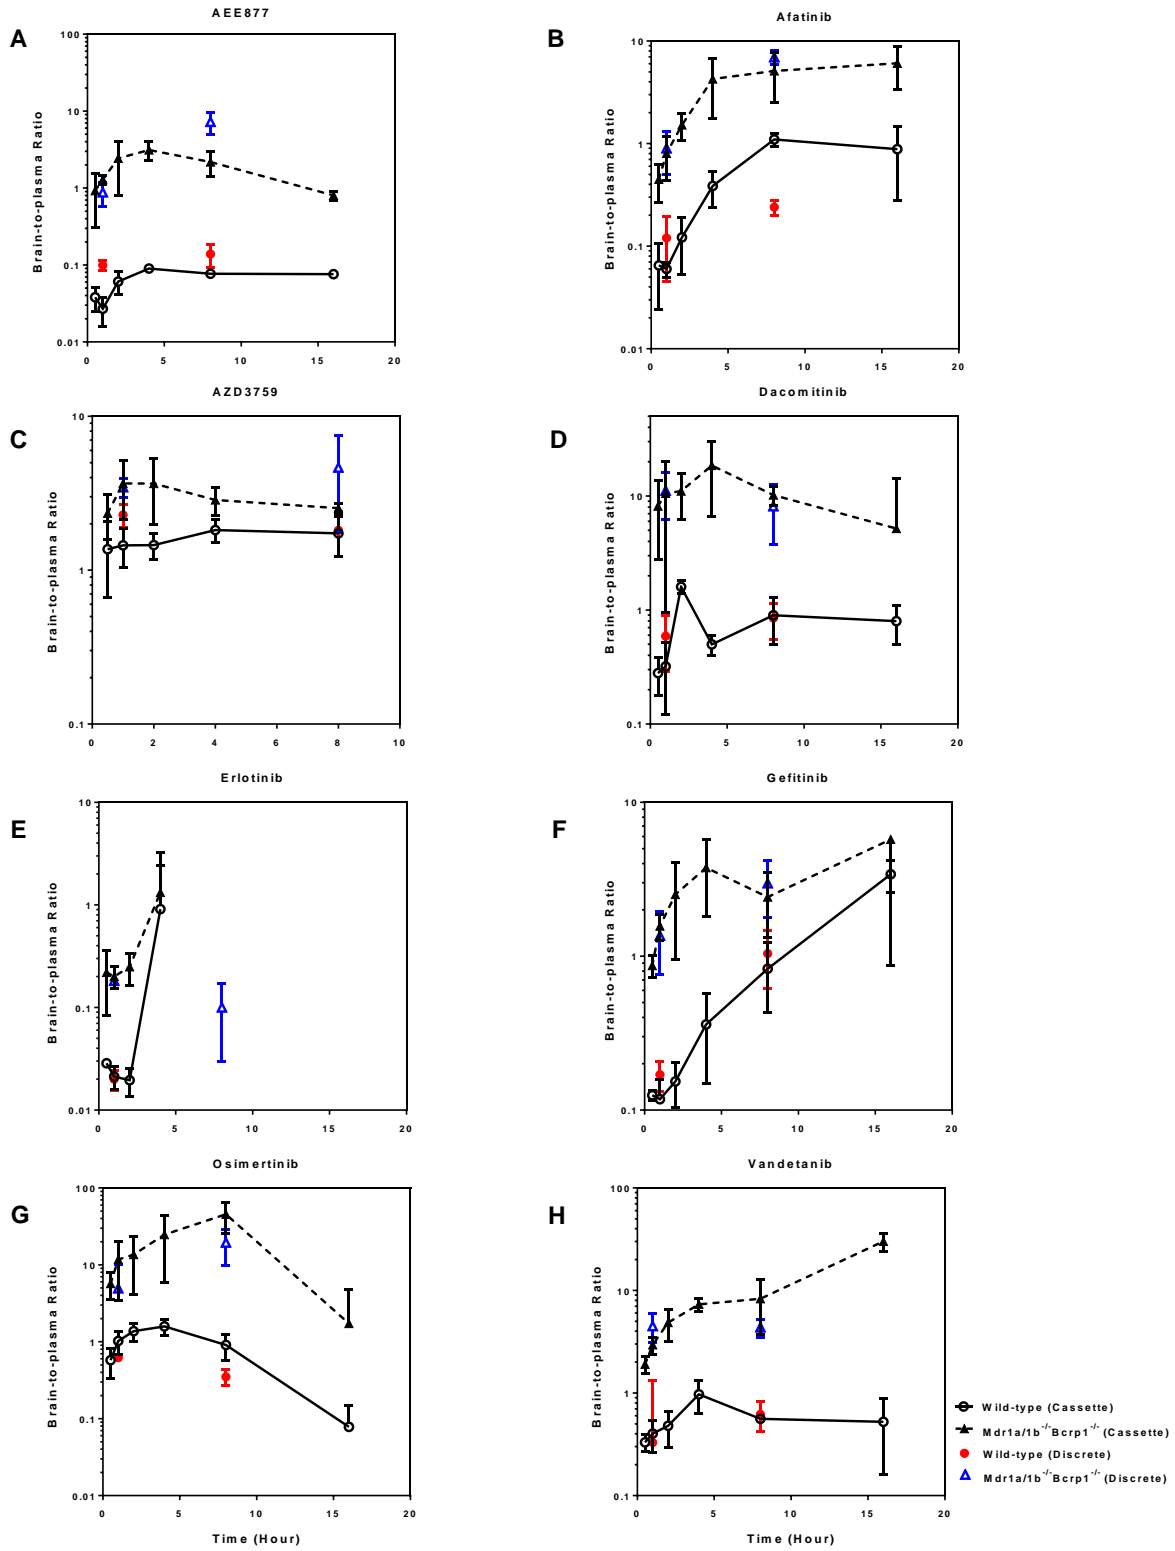 AEE877
A
Brain-to-plasma Ratio
100
10
1
0.1
0.01
0 5 10 15 20
Afatinib
B
Brain-to-plasma Ratio
10
1
0.1
0.01
0 5 10 15 20
AZD3759
C
Brain-to-plasma Ratio
10
1
0.1
0 2 4 6 8 10
Dacomitinib
D
Brain-to-plasma Ratio
10
1
0.1
0 5 10 15 20
Erlotinib
E
Brain-to-plasma Ratio
10
1
0.1
0.01
0 5 10 15 20
Gefitinib
F
Brain-to-plasma Ratio
10
1
0.1
0 5 10 15 20
Osimertinib
G
Brain-to-plasma Ratio
100
10
1
0.1
0.01
0 5 10 15 20
Time (Hour)
Vandetanib
H
Brain-to-plasma Ratio
100
10
1
0.1
0 5 10 15 20
Time (Hour)
Wild-type (Cassette)
Mdr1a/1b-/-Bcrp1-/- (Cassette)
Wild-type (Discrete)
Mdr1a/1b-/-Bcrp1-/- (Discrete)